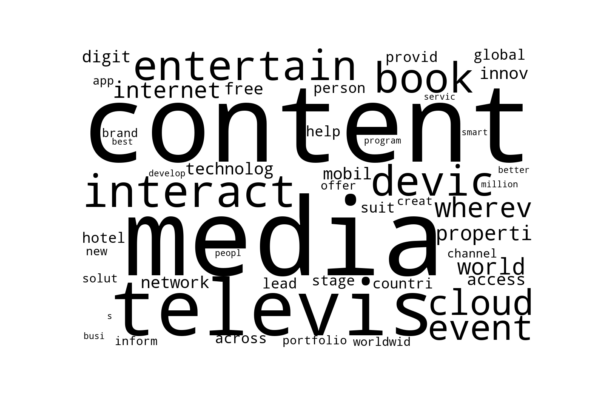 digit
entertain
provid
global
app
internet
free
person
book
innov
content
servic
brand
best
help
program
smart
develop
technolog
mobil
offer
devic
better
million
interact
suit
creat
wherev
media
hotel
new
peopl
properti
channel
world
solut
network
lead
stage
countri
access
televis
cloud
s
event
busi
inform
across
portfolio
worldwid